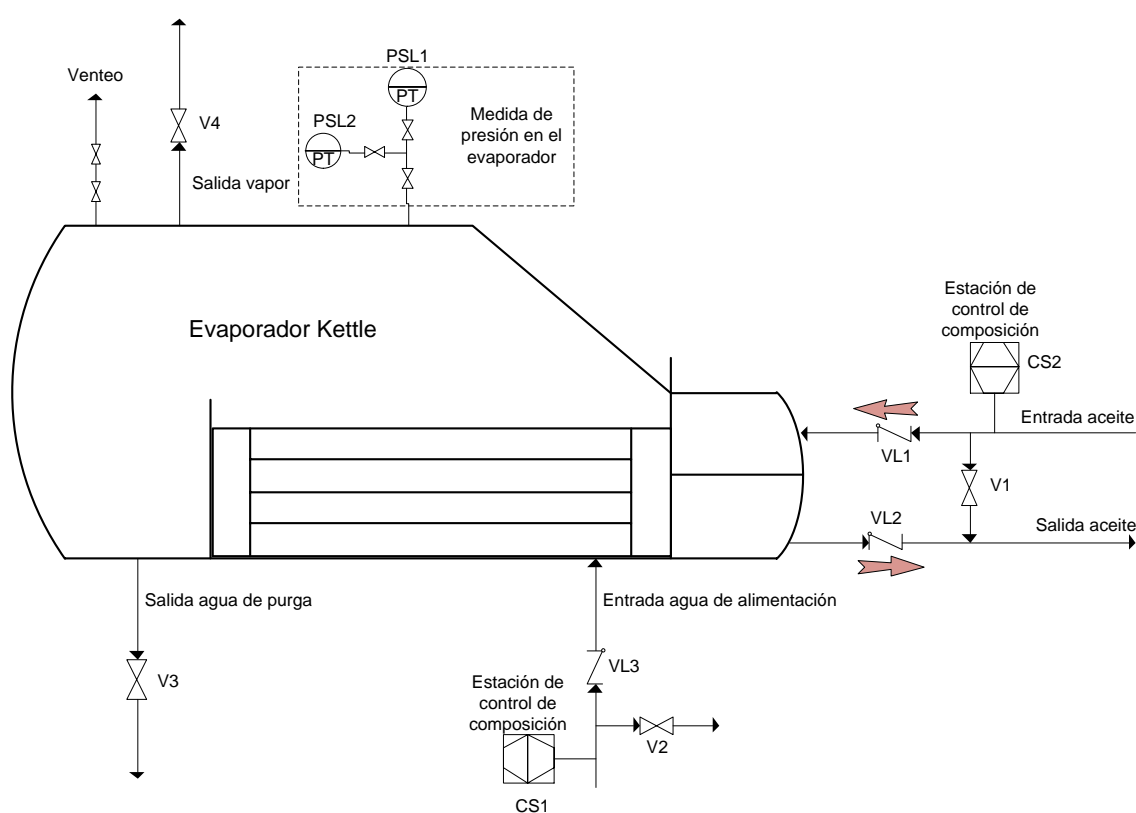 Venteo
V4
Salida vapor
PSL1
PT
PSL2
PT
Medida de
presión en el
evaporador
Evaporador Kettle
Estación de
control de
composición
CS2
Entrada aceite
VL1
V1
VL2
Salida aceite
Salida agua de purga
Entrada agua de alimentación
V3
VL3
Estación de
control de
composición
V2
CS1